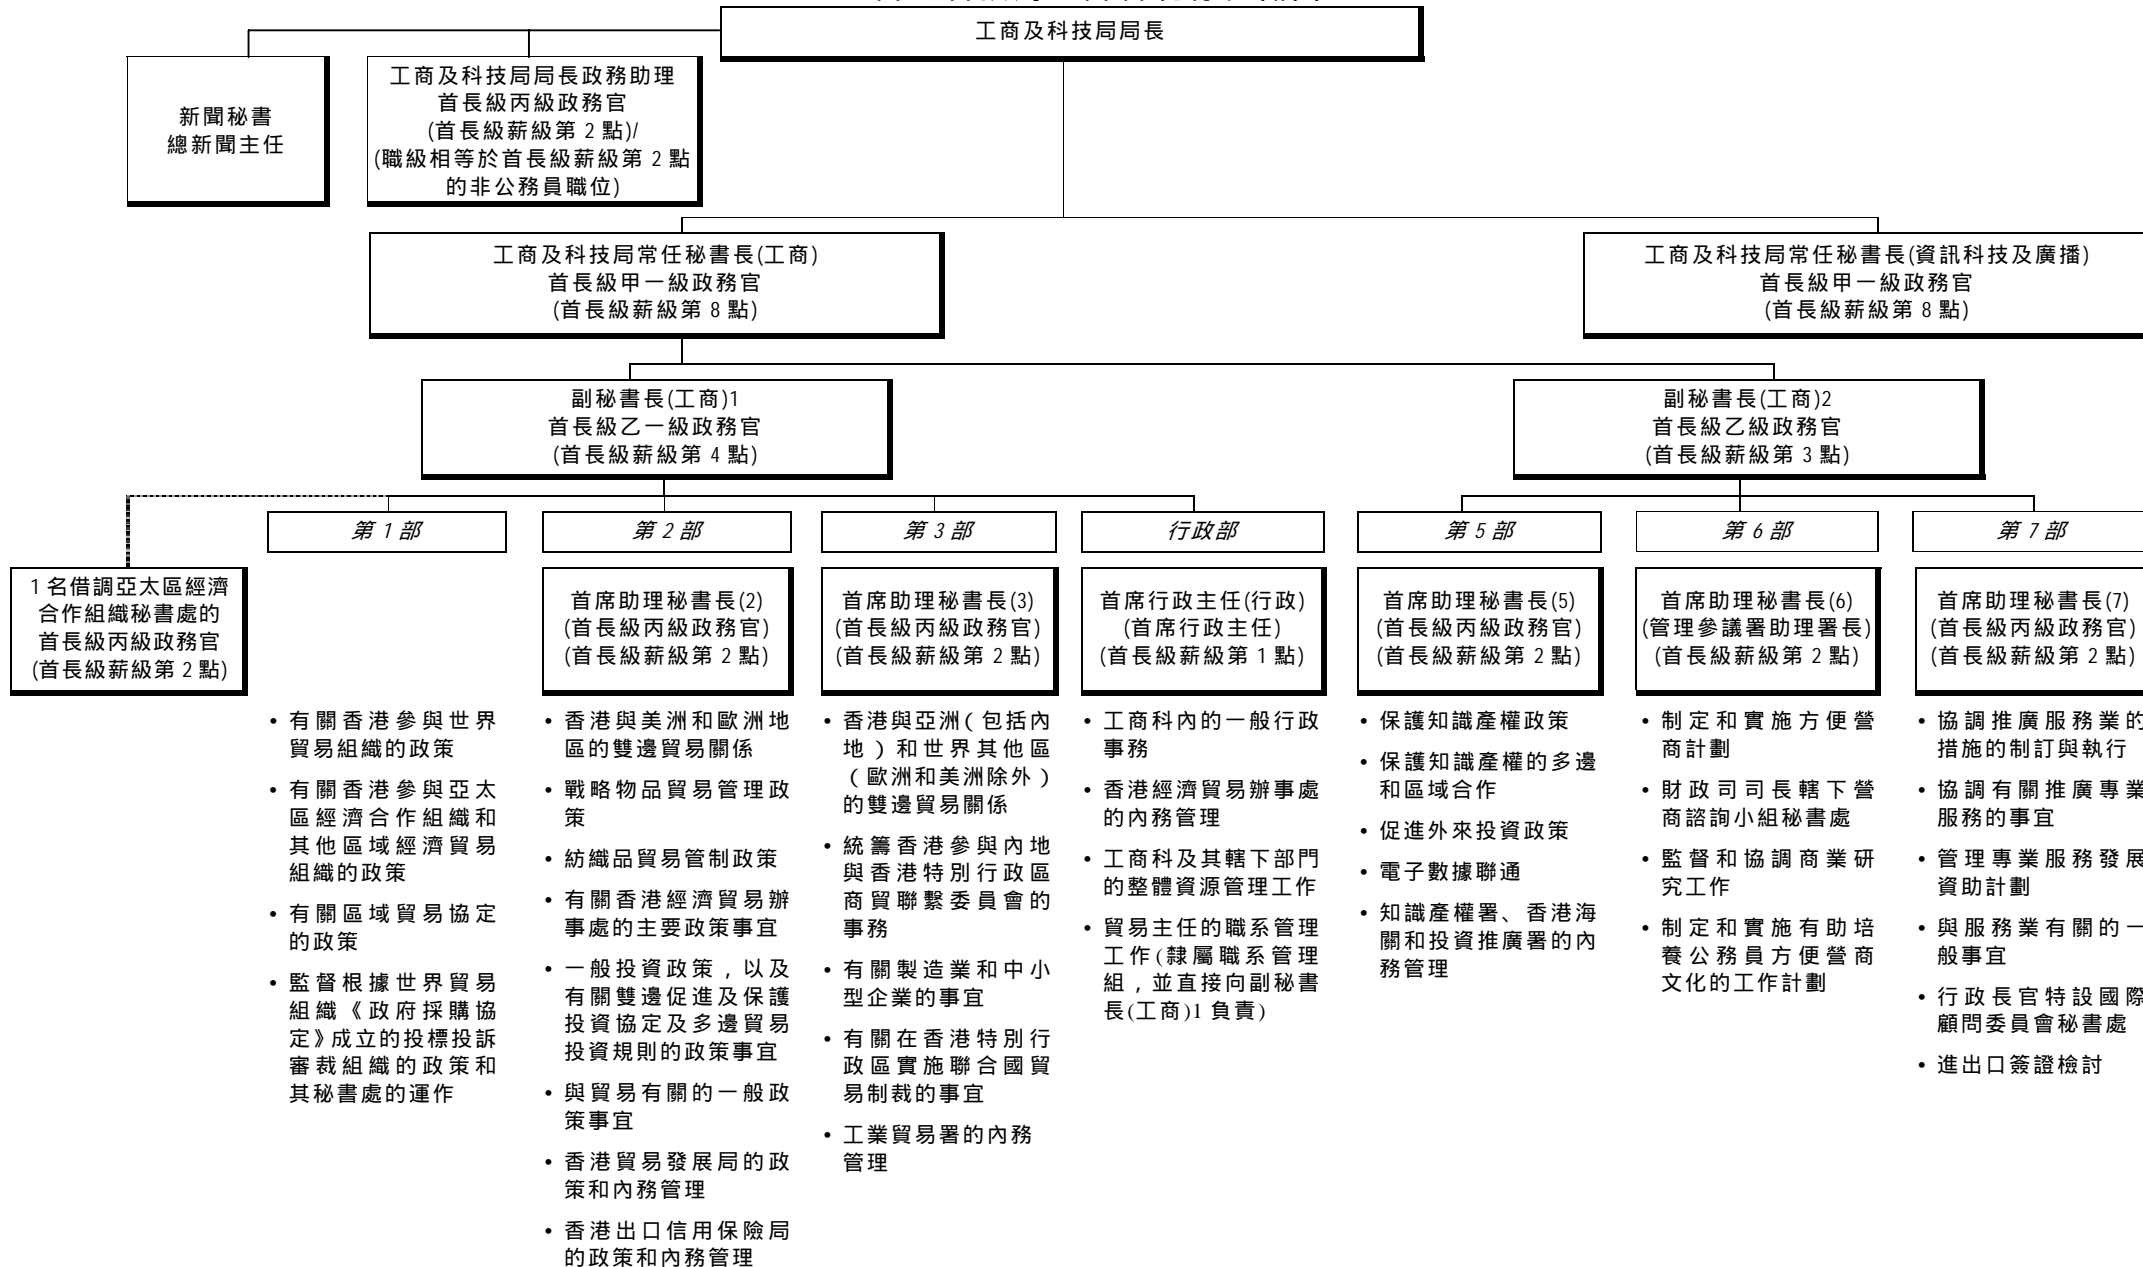 工商及科技局局長
新聞秘書
總新聞主任
工商及科技局局長政務助理
首長級丙級政務官
(首長級薪級第 2 點)/
(職級相等於首長級薪級第 2 點
的非公務員職位)
工商及科技局常任秘書長(工商)
首長級甲一級政務官
(首長級薪級第 8 點)
工商及科技局常任秘書長(資訊科技及廣播)
首長級甲一級政務官
(首長級薪級第 8 點)
副秘書長(工商)1
首長級乙一級政務官
(首長級薪級第 4 點)
副秘書長(工商)2
首長級乙級政務官
(首長級薪級第 3 點)
1 名借調亞太區經濟
合作組織秘書處的
首長級丙級政務官
(首長級薪級第 2 點)
第 1 部
• 有關香港參與世界
貿易組織的政策
• 有關香港參與亞太
區經濟合作組織和
其他區域經濟貿易
組織的政策
• 有關區域貿易協定
的政策
• 監督根據世界貿易
組織《政府採購協
定》成立的投標投訴
審裁組織的政策和
其秘書處的運作
第 2 部
首席助理秘書長(2)
(首長級丙級政務官)
(首長級薪級第 2 點)
• 香港與美洲和歐洲地
區的雙邊貿易關係
• 戰略物品貿易管理政
策
• 紡織品貿易管制政策
• 有關香港經濟貿易辦
事處的主要政策事宜
• 一般投資政策，以及
有關雙邊促進及保護
投資協定及多邊貿易
投資規則的政策事宜
• 與貿易有關的一般政
策事宜
• 香港貿易發展局的政
策和內務管理
• 香港出口信用保險局
的政策和內務管理
第 3 部
首席助理秘書長(3)
(首長級丙級政務官)
(首長級薪級第 2 點)
• 香港與亞洲(包括內
地)和世界其他區
(歐洲和美洲除外)
的雙邊貿易關係
• 統籌香港參與內地
與香港特別行政區
商貿聯繫委員會的
事務
• 有關製造業和中小
型企業的事宜
• 有關在香港特別行
政區實施聯合國貿
易制裁的事宜
• 工業貿易署的內務
管理
行政部
首席行政主任(行政)
(首席行政主任)
(首長級薪級第 1 點)
• 工商科內的一般行政
事務
• 香港經濟貿易辦事處
的內務管理
• 工商科及其轄下部門
的整體資源管理工作
• 貿易主任的職系管理
工作(隸屬職系管理
組，並直接向副秘書
長(工商)1 負責)
第 5 部
首席助理秘書長(5)
(首長級丙級政務官)
(首長級薪級第 2 點)
• 保護知識產權政策
• 保護知識產權的多邊
和區域合作
• 促進外來投資政策
• 電子數據聯通
• 知識產權署、香港海
關和投資推廣署的內
務管理
第 6 部
首席助理秘書長(6)
(管理參議署助理署長)
(首長級薪級第 2 點)
• 制定和實施方便營
商計劃
• 財政司司長轄下營
商諮詢小組秘書處
• 監督和協調商業研
究工作
• 制定和實施有助培
養公務員方便營商
文化的工作計劃
第 7 部
首席助理秘書長(7)
(首長級丙級政務官)
(首長級薪級第 2 點)
• 協調推廣服務業的
措施的制訂與執行
• 協調有關推廣專業
服務的事宜
• 管理專業服務發展
資助計劃
• 與服務業有關的一
般事宜
• 行政長官特設國際
顧問委員會秘書處
• 進出口簽證檢討